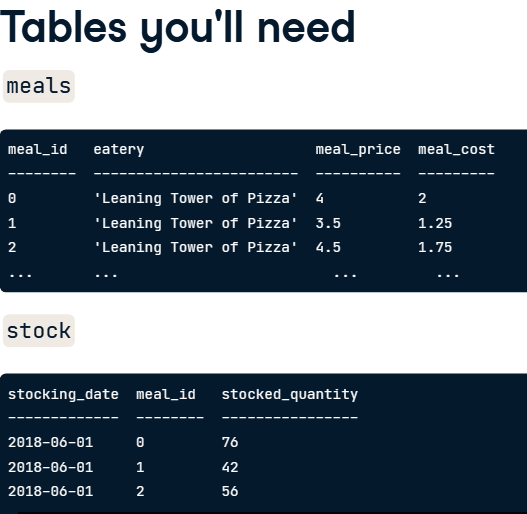 Tables you'll need
meals
meal_id eatery meal_price meal_cost
-------- ------------------------ ---------- ---------
0 'Leaning Tower of Pizza' 4 2
1 'Leaning Tower of Pizza' 3.5 1.25
2 'Leaning Tower of Pizza' 4.5 1.75
... ... ... ...
stock
stocking_date meal_id stocked_quantity
------------- -------- ----------------
2018-06-01 0 76
2018-06-01 1 42
2018-06-01 2 56